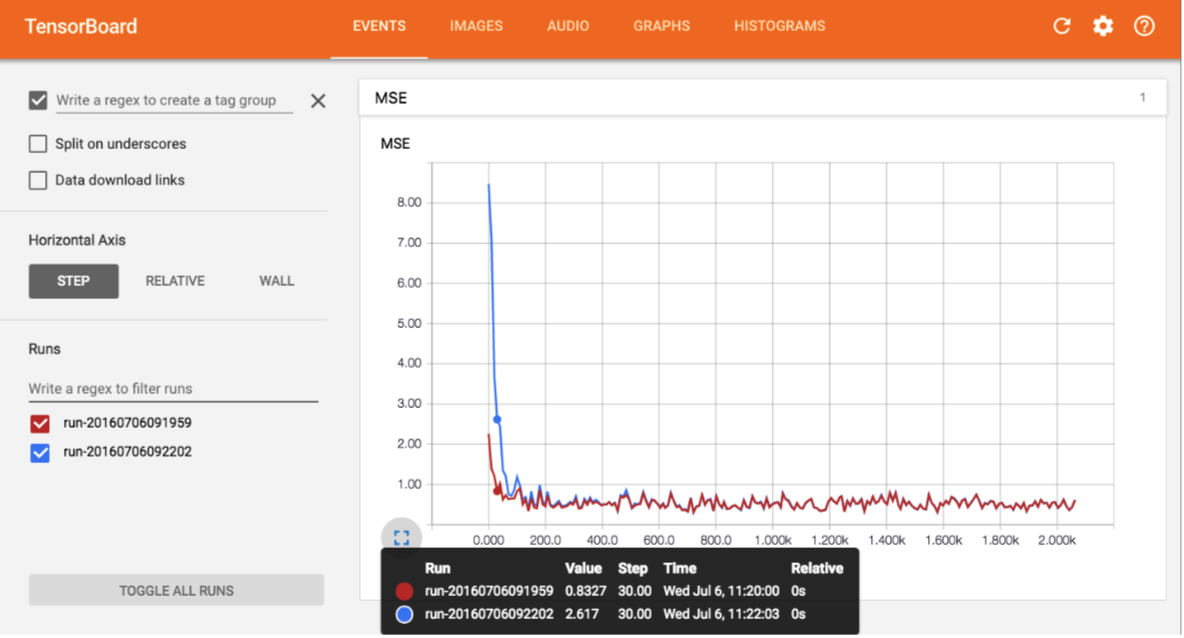 TensorBoard EVENTS IMAGES AUDIO GRAPHS HISTOGRAMS
Write a regex to create a tag group
Split on underscores
Data download links
Horizontal Axis
STEP RELATIVE WALL
Runs
Write a regex to filter runs
run-20160706091959
run-20160706092202
TOGGLE ALL RUNS
MSE 1
MSE
8.00
7.00
6.00
5.00
4.00
3.00
2.00
1.00
0.000 200.0 400.0 600.0 800.0 1.000k 1.200k 1.400k 1.600k 1.800k 2.000k
Run Value Step Time Relative
run-20160706091959 0.8327 30.00 Wed Jul 6, 11:20:00 0s
run-20160706092202 2.617 30.00 Wed Jul 6, 11:22:03 0s